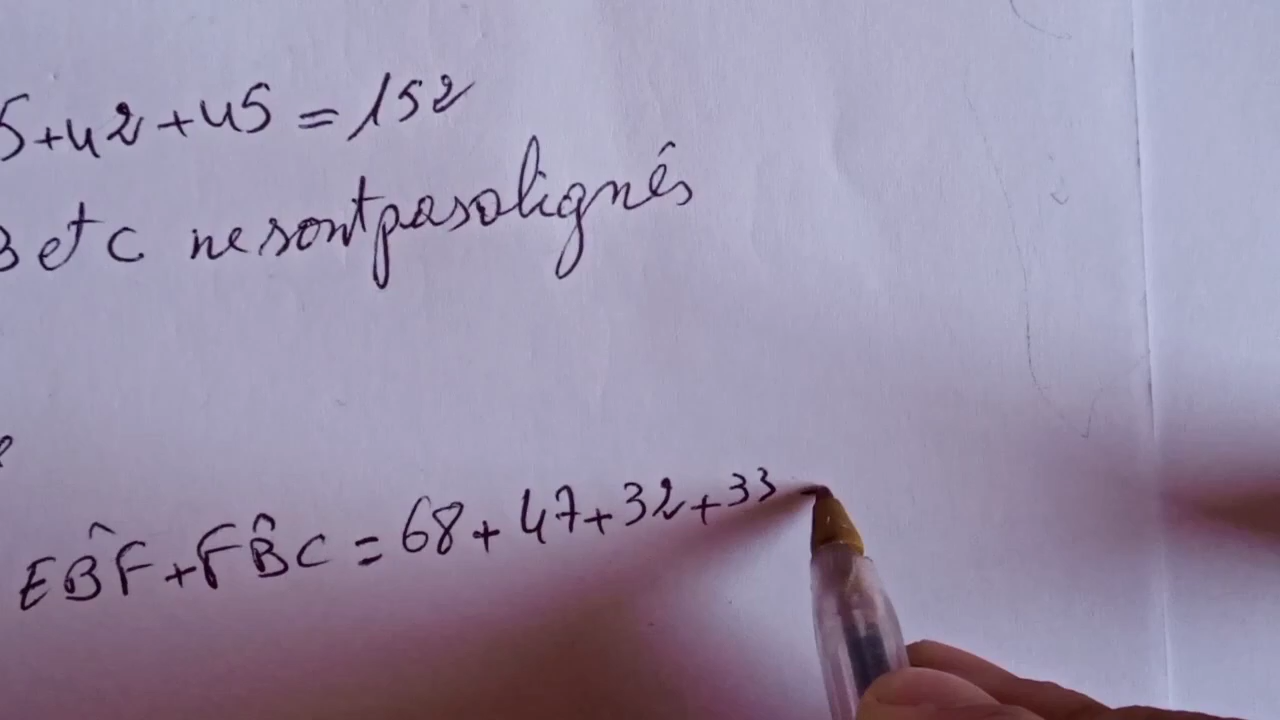 5+42+45 = 152
B et C ne sont pas alignés
EB̂F + FB̂C = 68+47+32+33